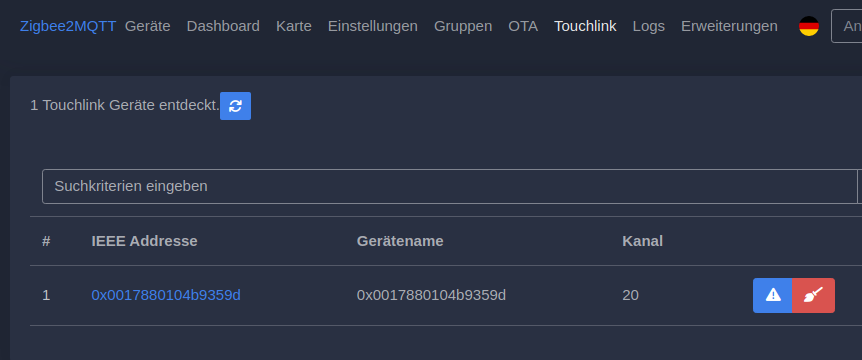 Zigbee2MQTT Geräte Dashboard Karte Einstellungen Gruppen OTA Touchlink Logs Erweiterungen An
1 Touchlink Geräte entdeckt.
Suchkriterien eingeben
# IEEE Addresse Gerätename Kanal
1 0x0017880104b9359d 0x0017880104b9359d 20